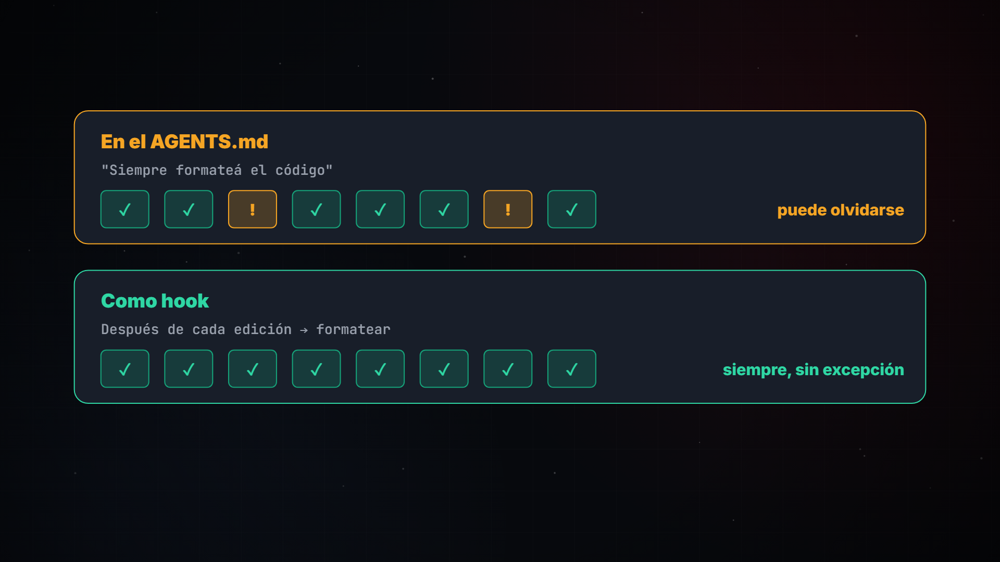 En el AGENTS.md
"Siempre formateá el código"
✓ ✓ ! ✓ ✓ ✓ ! ✓ puede olvidarse
Como hook
Después de cada edición → formatear
✓ ✓ ✓ ✓ ✓ ✓ ✓ ✓ siempre, sin excepción